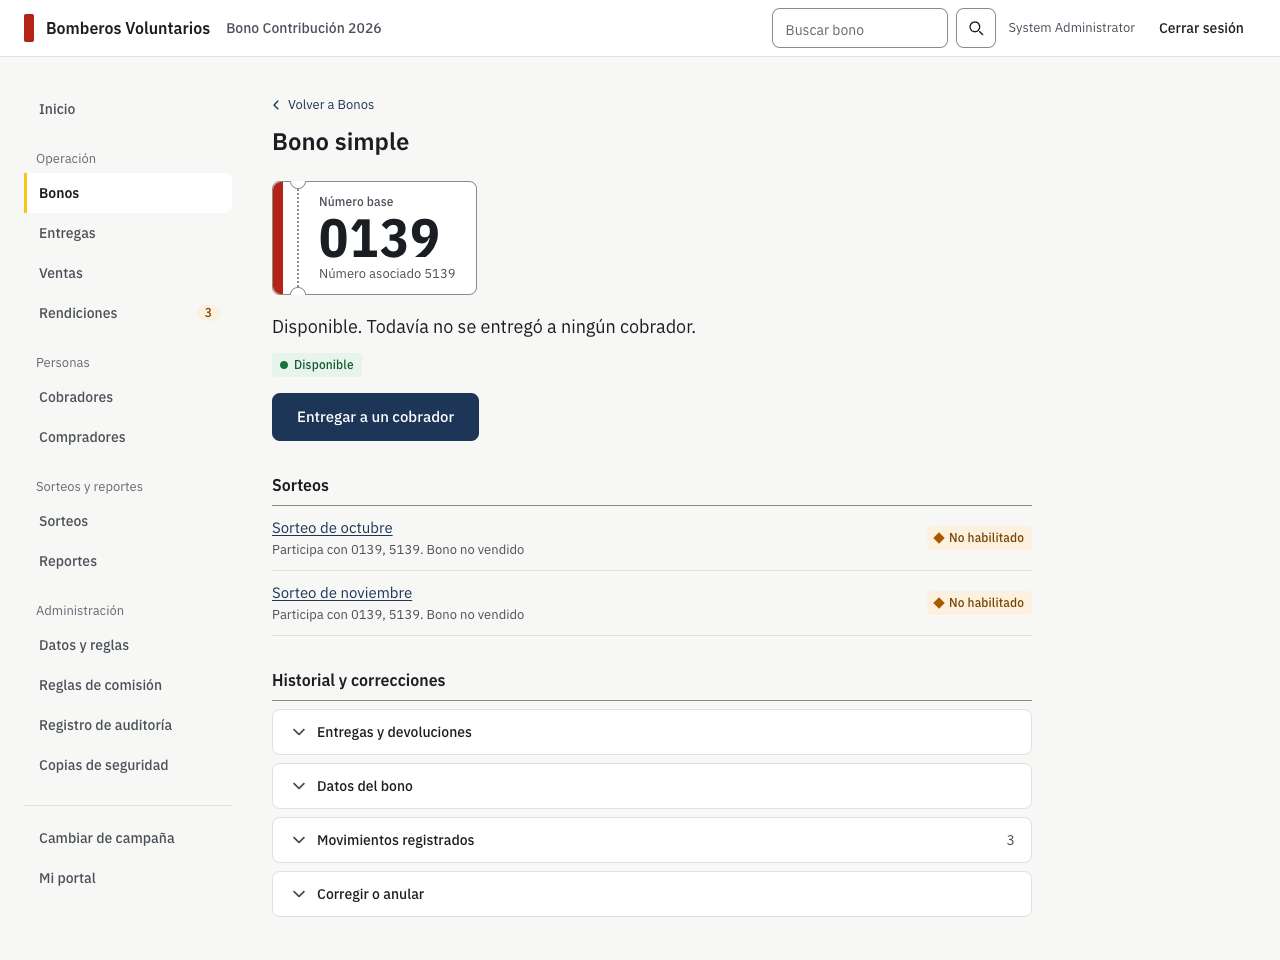 Bomberos Voluntarios
Bono Contribución 2026
Buscar bono
System Administrator
Cerrar sesión
Inicio
Operación
Bonos
Entregas
Ventas
Rendiciones 3
Personas
Cobradores
Compradores
Sorteos y reportes
Sorteos
Reportes
Administración
Datos y reglas
Reglas de comisión
Registro de auditoría
Copias de seguridad
Cambiar de campaña
Mi portal
Volver a Bonos
Bono simple
Número base
0139
Número asociado 5139
Disponible. Todavía no se entregó a ningún cobrador.
Disponible
Entregar a un cobrador
Sorteos
Sorteo de octubre
Participa con 0139, 5139. Bono no vendido
No habilitado
Sorteo de noviembre
Participa con 0139, 5139. Bono no vendido
No habilitado
Historial y correcciones
Entregas y devoluciones
Datos del bono
Movimientos registrados 3
Corregir o anular